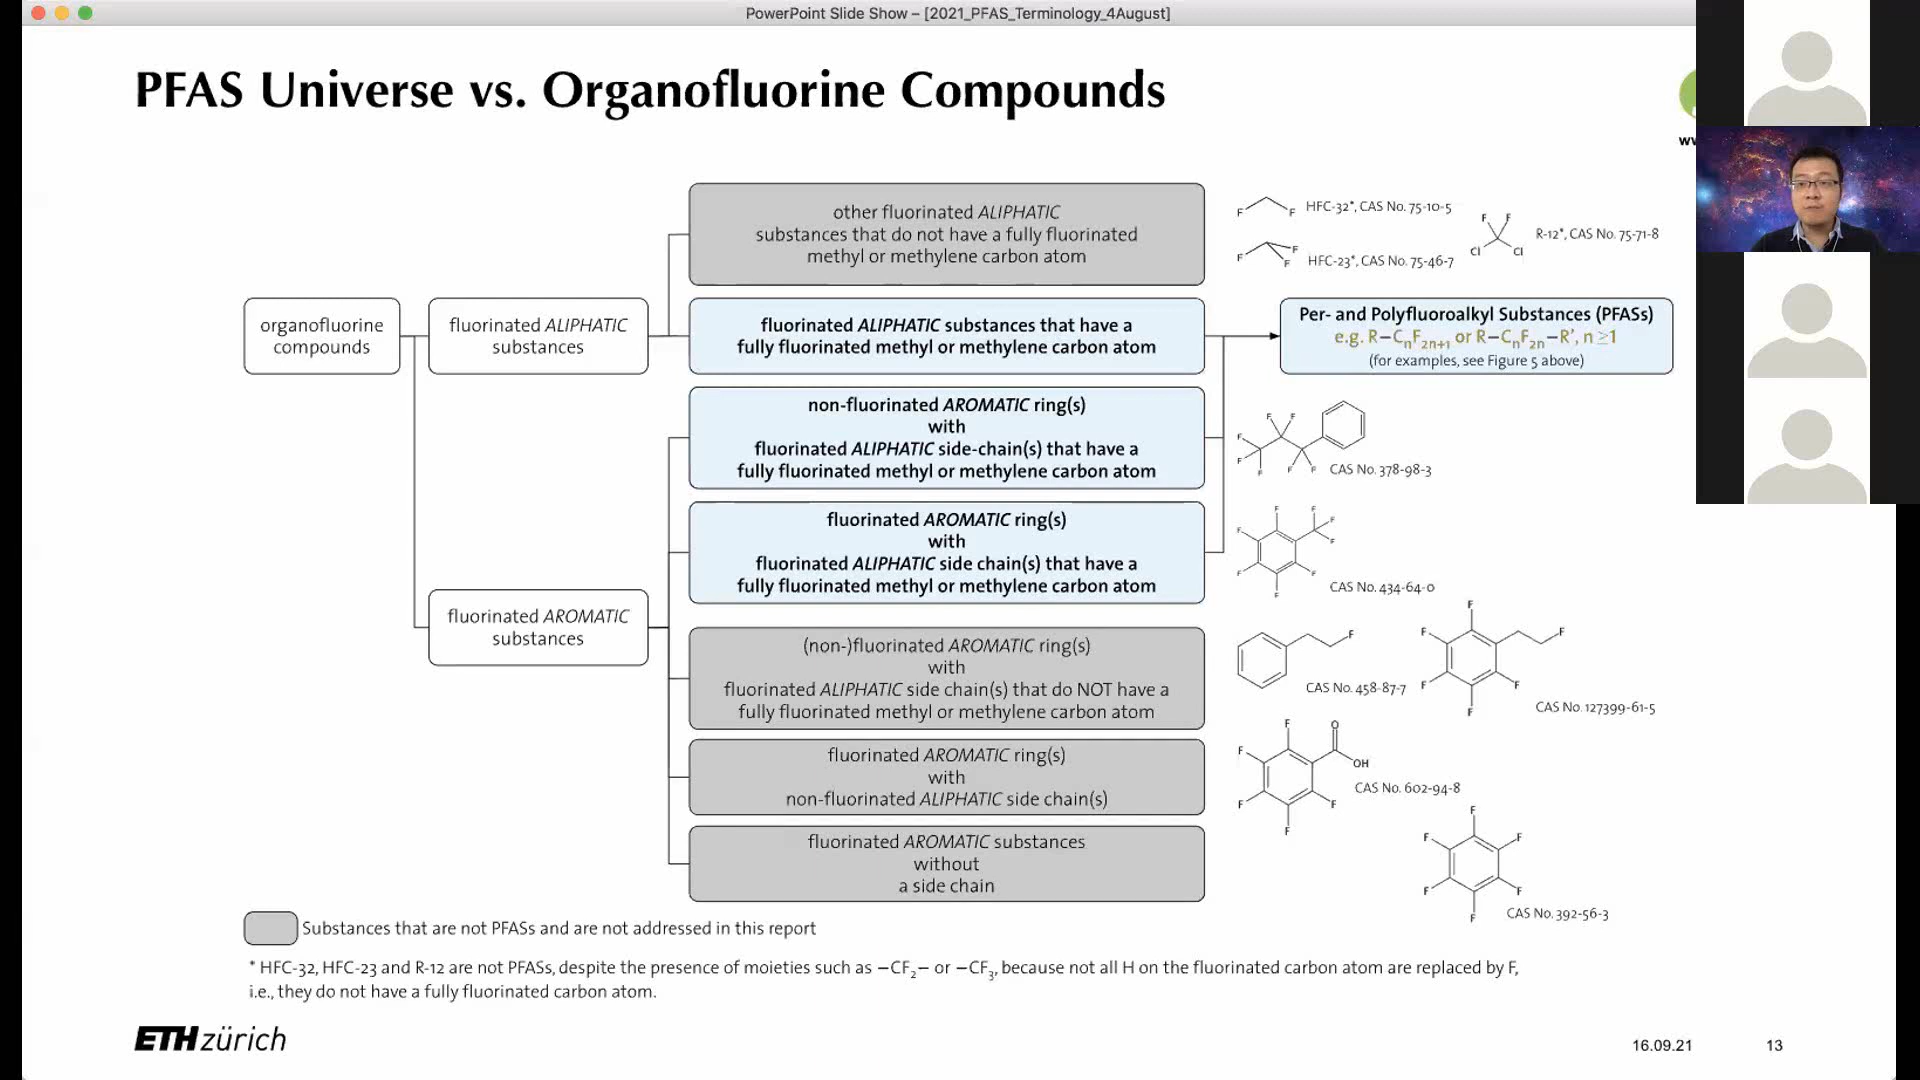 PowerPoint Slide Show – [2021_PFAS_Terminology_4August]
PFAS Universe vs. Organofluorine Compounds
other fluorinated ALIPHATIC
substances that do not have a fully fluorinated
methyl or methylene carbon atom
F F HFC-32*, CAS No. 75-10-5
F F F HFC-23*, CAS No. 75-46-7
F F Cl Cl R-12*, CAS No. 75-71-8
organofluorine
compounds
fluorinated ALIPHATIC
substances
fluorinated ALIPHATIC substances that have a
fully fluorinated methyl or methylene carbon atom
Per- and Polyfluoroalkyl Substances (PFASs)
e.g. R–CnF2n+1 or R–CnF2n–R', n ≥1
(for examples, see Figure 5 above)
non-fluorinated AROMATIC ring(s)
with
fluorinated ALIPHATIC side-chain(s) that have a
fully fluorinated methyl or methylene carbon atom
F F F F F F F
CAS No. 378-98-3
fluorinated AROMATIC ring(s)
with
fluorinated ALIPHATIC side chain(s) that have a
fully fluorinated methyl or methylene carbon atom
F F F F F F F F
CAS No. 434-64-0
fluorinated AROMATIC
substances
(non-)fluorinated AROMATIC ring(s)
with
fluorinated ALIPHATIC side chain(s) that do NOT have a
fully fluorinated methyl or methylene carbon atom
F
CAS No. 458-87-7
F F F F F F
CAS No. 127399-61-5
fluorinated AROMATIC ring(s)
with
non-fluorinated ALIPHATIC side chain(s)
F F F F F O OH
CAS No. 602-94-8
fluorinated AROMATIC substances
without
a side chain
F F F F F F
CAS No. 392-56-3
Substances that are not PFASs and are not addressed in this report
* HFC-32, HFC-23 and R-12 are not PFASs, despite the presence of moieties such as –CF2– or –CF3, because not all H on the fluorinated carbon atom are replaced by F,
i.e., they do not have a fully fluorinated carbon atom.
ETH zürich
16.09.21
13